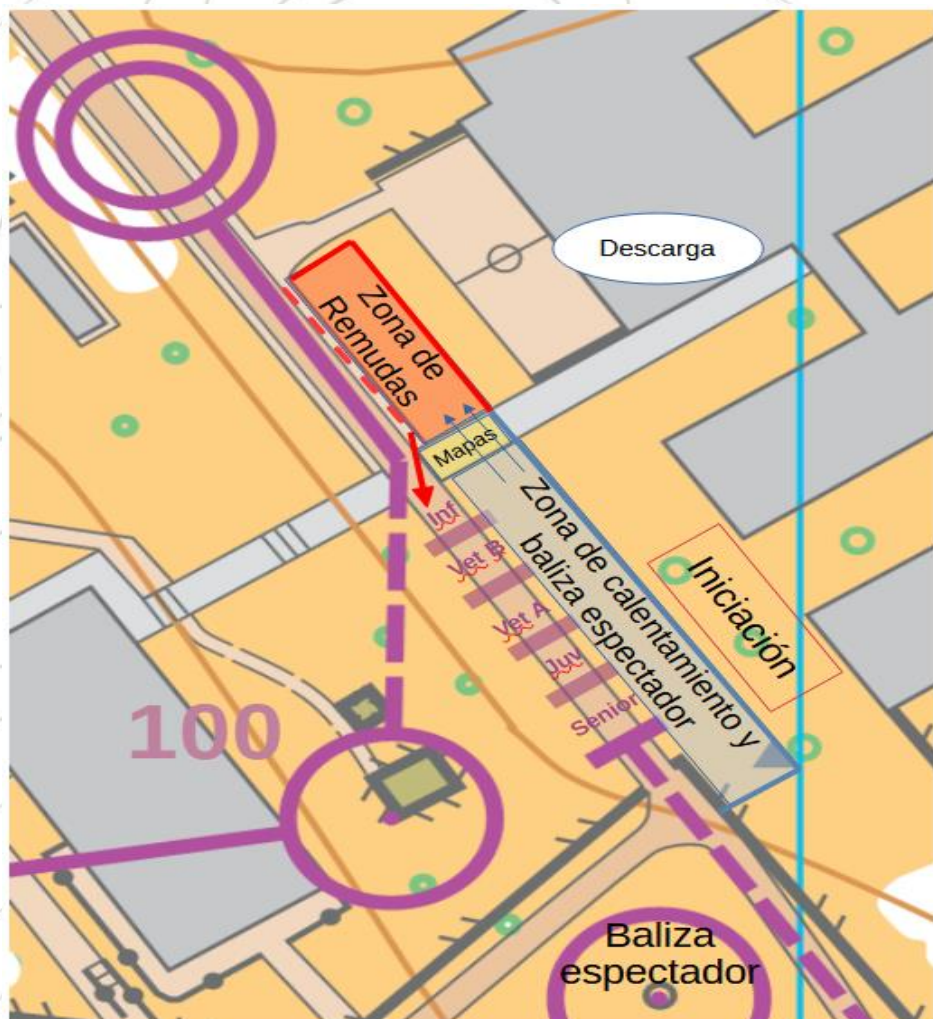 Descarga
Zona de
Remudas
Mapas
Inf
Vet B
Vet A
Juv
Senior
Zona de calentamiento y
baliza espectador
Iniciación
100
Baliza
espectador